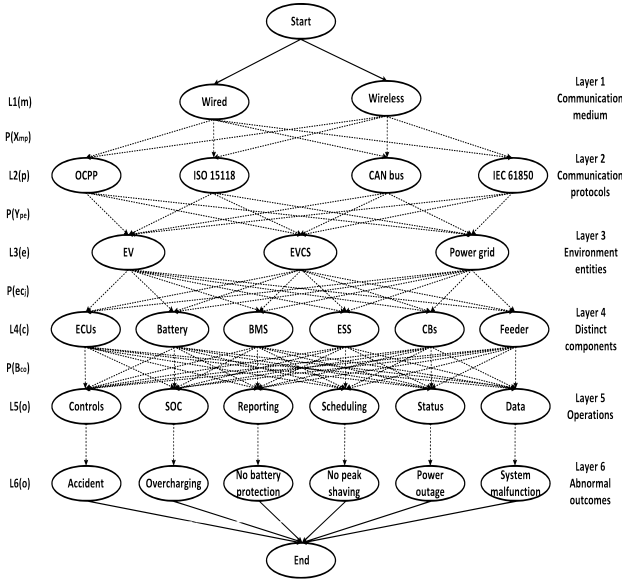 Start
L1(m)
Wired
Wireless
Layer 1
Communication
medium
P(Xmp)
L2(p)
OCPP
ISO 15118
CAN bus
IEC 61850
Layer 2
Communication
protocols
P(Ype)
L3(e)
EV
EVCS
Power grid
Layer 3
Environment
entities
P(ecj)
L4(c)
ECUs
Battery
BMS
ESS
CBs
Feeder
Layer 4
Distinct
components
P(Bco)
L5(o)
Controls
SOC
Reporting
Scheduling
Status
Data
Layer 5
Operations
L6(o)
Accident
Overcharging
No battery
protection
No peak
shaving
Power
outage
System
malfunction
Layer 6
Abnormal
outcomes
End